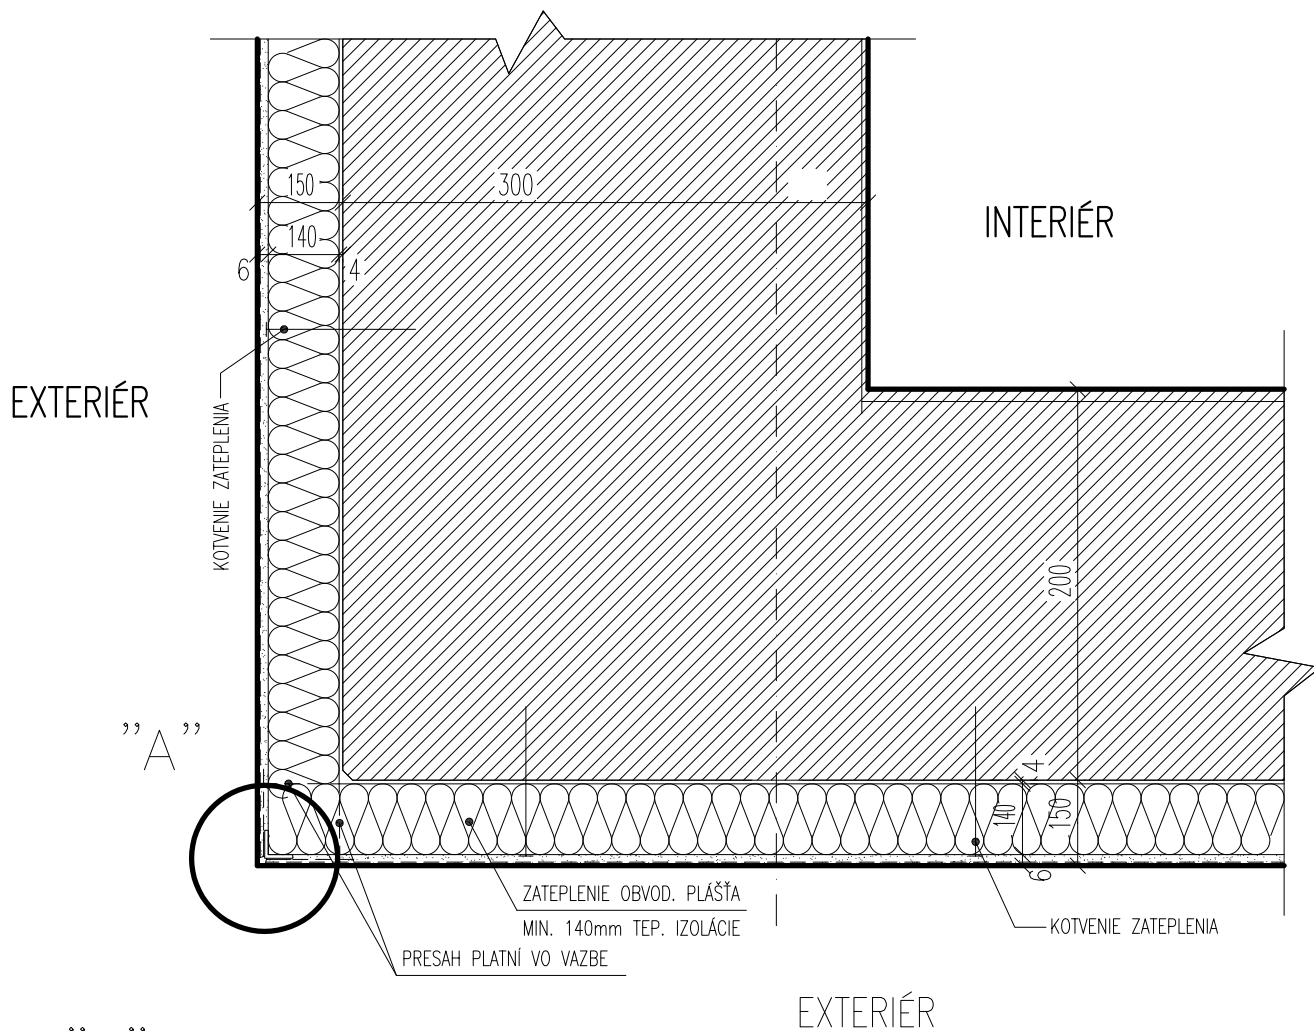 150
300
140
6
4
INTERIÉR
EXTERIÉR
KOTVENIE ZATEPLENIA
200
"A"
4
140
150
6
ZATEPLENIE OBVOD. PLÁŠŤA
MIN. 140mm TEP. IZOLÁCIE
KOTVENIE ZATEPLENIA
PRESAH PLATNÍ VO VAZBE
EXTERIÉR